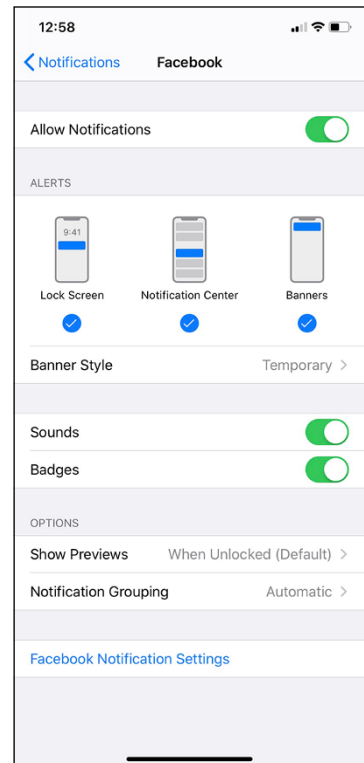 12:58
Notifications Facebook
Allow Notifications
ALERTS
9:41
Lock Screen Notification Center Banners
Banner Style Temporary
Sounds
Badges
OPTIONS
Show Previews When Unlocked (Default)
Notification Grouping Automatic
Facebook Notification Settings